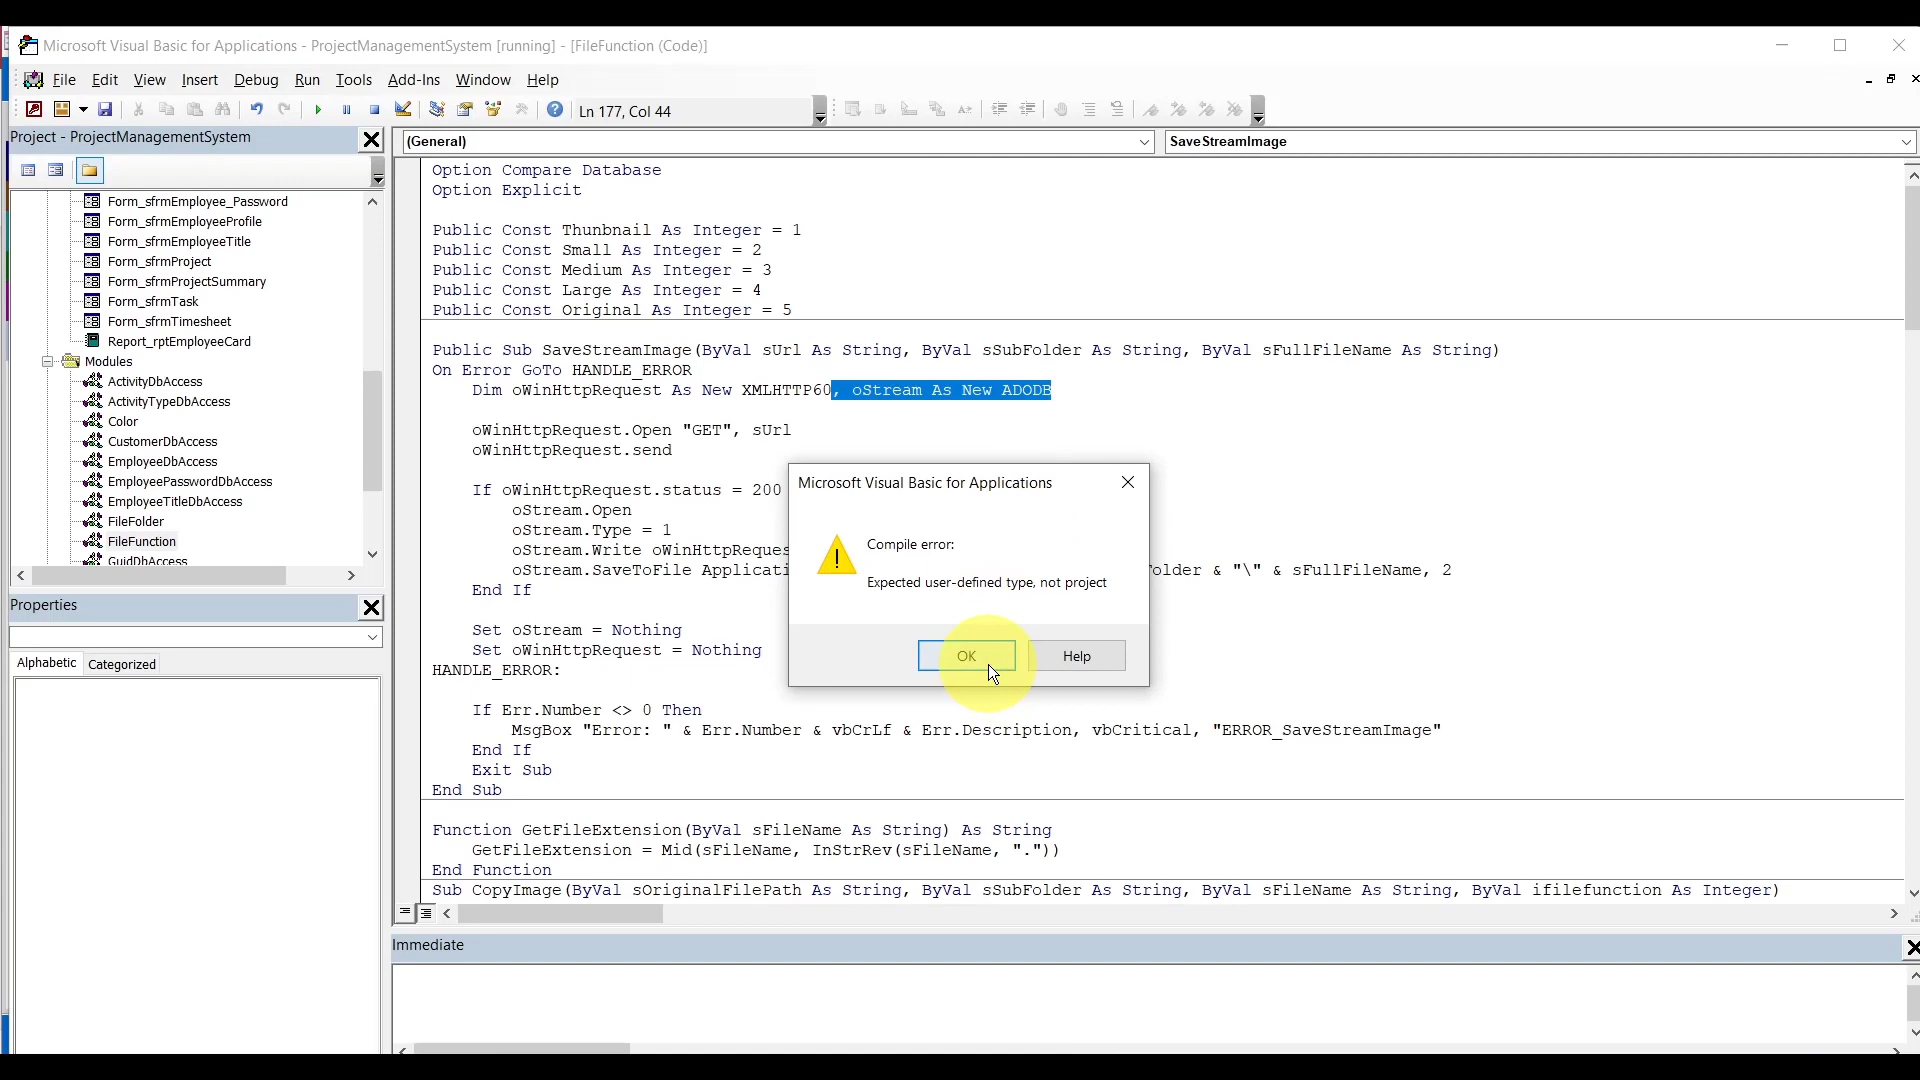 Microsoft Visual Basic for Applications - ProjectManagementSystem [running] - [FileFunction (Code)]
File Edit View Insert Debug Run Tools Add-Ins Window Help
Ln 177, Col 44
Project - ProjectManagementSystem
Form_sfrmEmployee_Password
Form_sfrmEmployeeProfile
Form_sfrmEmployeeTitle
Form_sfrmProject
Form_sfrmProjectSummary
Form_sfrmTask
Form_sfrmTimesheet
Report_rptEmployeeCard
Modules
ActivityDbAccess
ActivityTypeDbAccess
Color
CustomerDbAccess
EmployeeDbAccess
EmployeePasswordDbAccess
EmployeeTitleDbAccess
FileFolder
FileFunction
GuidDbAccess
Properties
Alphabetic Categorized
(General) SaveStreamImage
Option Compare Database
Option Explicit
Public Const Thunbnail As Integer = 1
Public Const Small As Integer = 2
Public Const Medium As Integer = 3
Public Const Large As Integer = 4
Public Const Original As Integer = 5
Public Sub SaveStreamImage(ByVal sUrl As String, ByVal sSubFolder As String, ByVal sFullFileName As String)
On Error GoTo HANDLE_ERROR
Dim oWinHttpRequest As New XMLHTTP60, oStream As New ADODB
oWinHttpRequest.Open "GET", sUrl
oWinHttpRequest.send
If oWinHttpRequest.status = 200
oStream.Open
oStream.Type = 1
oStream.Write oWinHttpReques
oStream.SaveToFile Applicati older & "\" & sFullFileName, 2
End If
Set oStream = Nothing
Set oWinHttpRequest = Nothing
HANDLE_ERROR:
If Err.Number <> 0 Then
MsgBox "Error: " & Err.Number & vbCrLf & Err.Description, vbCritical, "ERROR_SaveStreamImage"
End If
Exit Sub
End Sub
Function GetFileExtension(ByVal sFileName As String) As String
GetFileExtension = Mid(sFileName, InStrRev(sFileName, "."))
End Function
Sub CopyImage(ByVal sOriginalFilePath As String, ByVal sSubFolder As String, ByVal sFileName As String, ByVal ifilefunction As Integer)
Microsoft Visual Basic for Applications
Compile error:
Expected user-defined type, not project
OK Help
Immediate